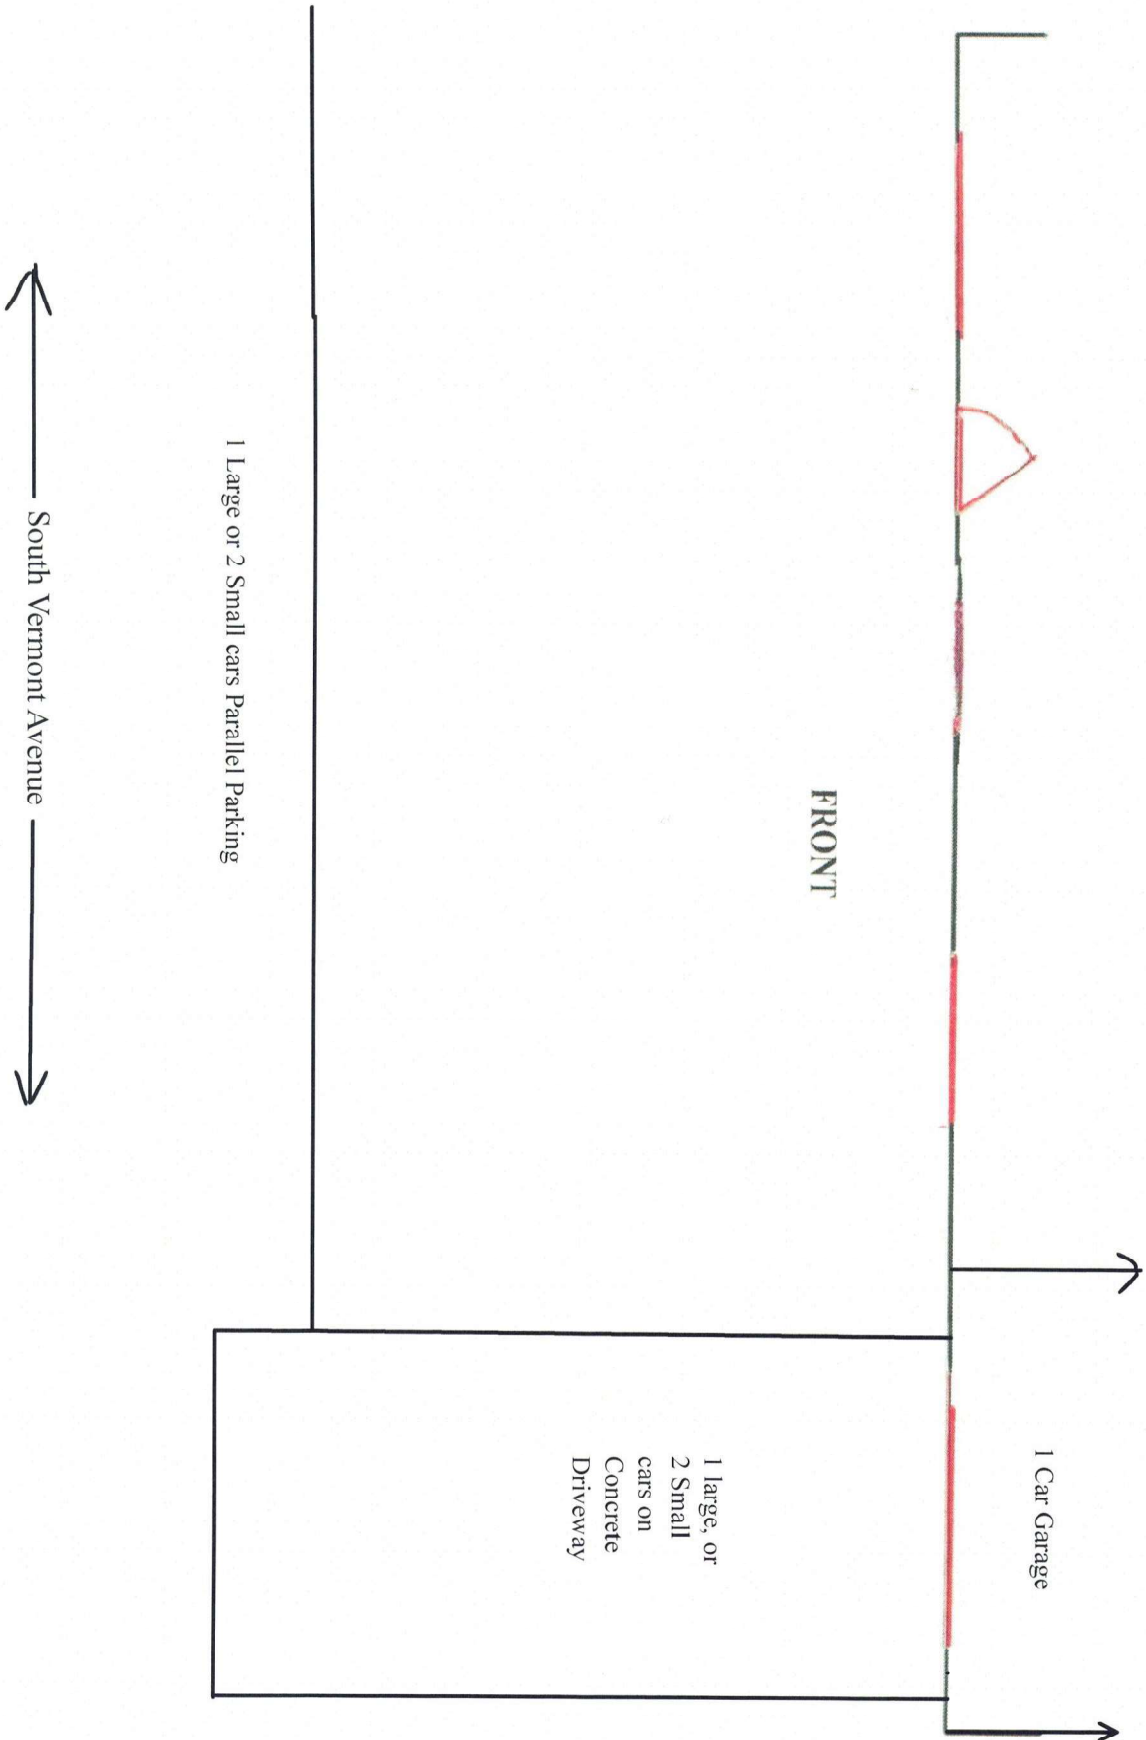 1 Car Garage
FRONT
1 large, or
2 Small
cars on
Concrete
Driveway
1 Large or 2 Small cars Parallel Parking
South Vermont Avenue